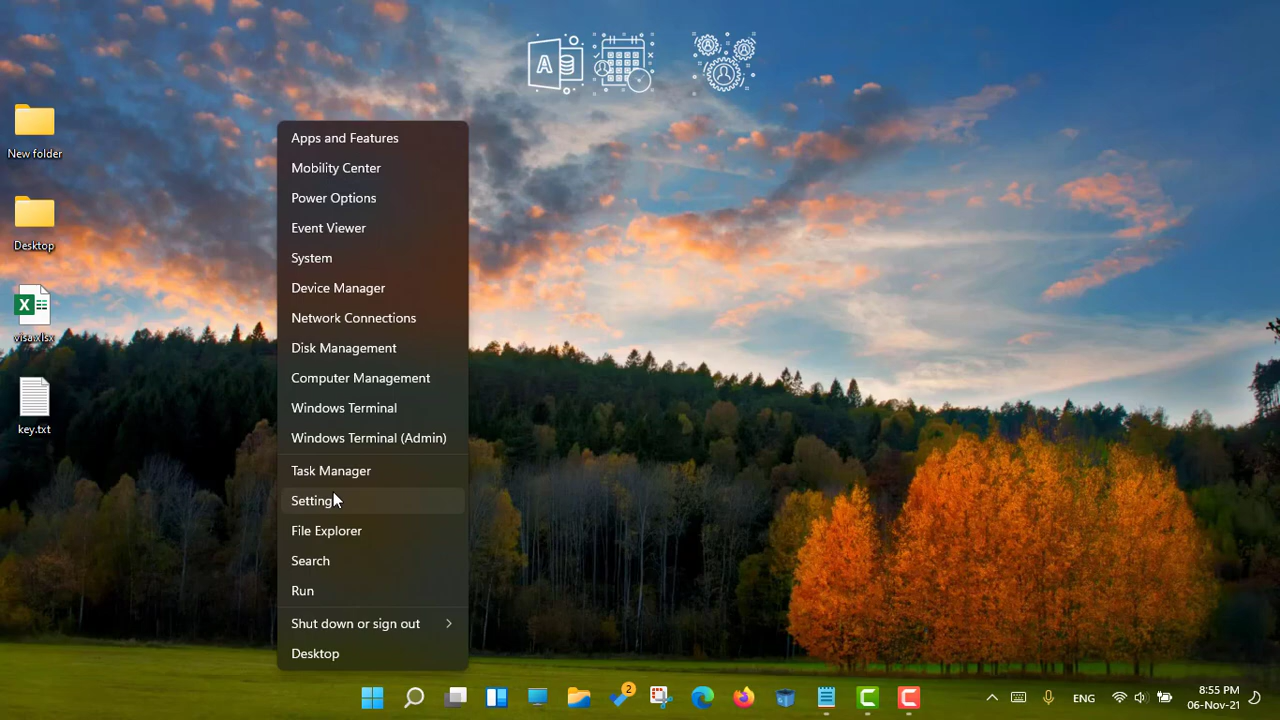 A
New folder
Desktop
visa.xlsx
key.txt
Apps and Features
Mobility Center
Power Options
Event Viewer
System
Device Manager
Network Connections
Disk Management
Computer Management
Windows Terminal
Windows Terminal (Admin)
Task Manager
Settings
File Explorer
Search
Run
Shut down or sign out
Desktop
2
ENG
8:55 PM
06-Nov-21